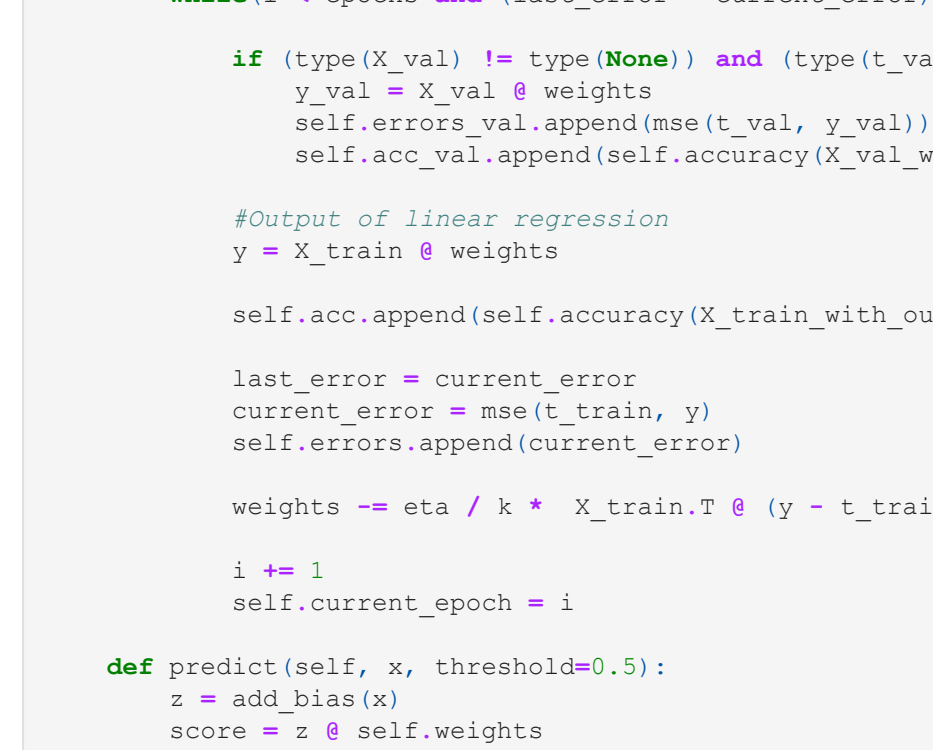 if (type(X_val) != type(None)) and (type(t_va
                y_val = X_val @ weights
                self.errors_val.append(mse(t_val, y_val))
                self.acc_val.append(self.accuracy(X_val_w

            #Output of linear regression
            y = X_train @ weights

            self.acc.append(self.accuracy(X_train_with_ou

            last_error = current_error
            current_error = mse(t_train, y)
            self.errors.append(current_error)

            weights -= eta / k *  X_train.T @ (y - t_trai

            i += 1
            self.current_epoch = i

    def predict(self, x, threshold=0.5):
        z = add_bias(x)
        score = z @ self.weights